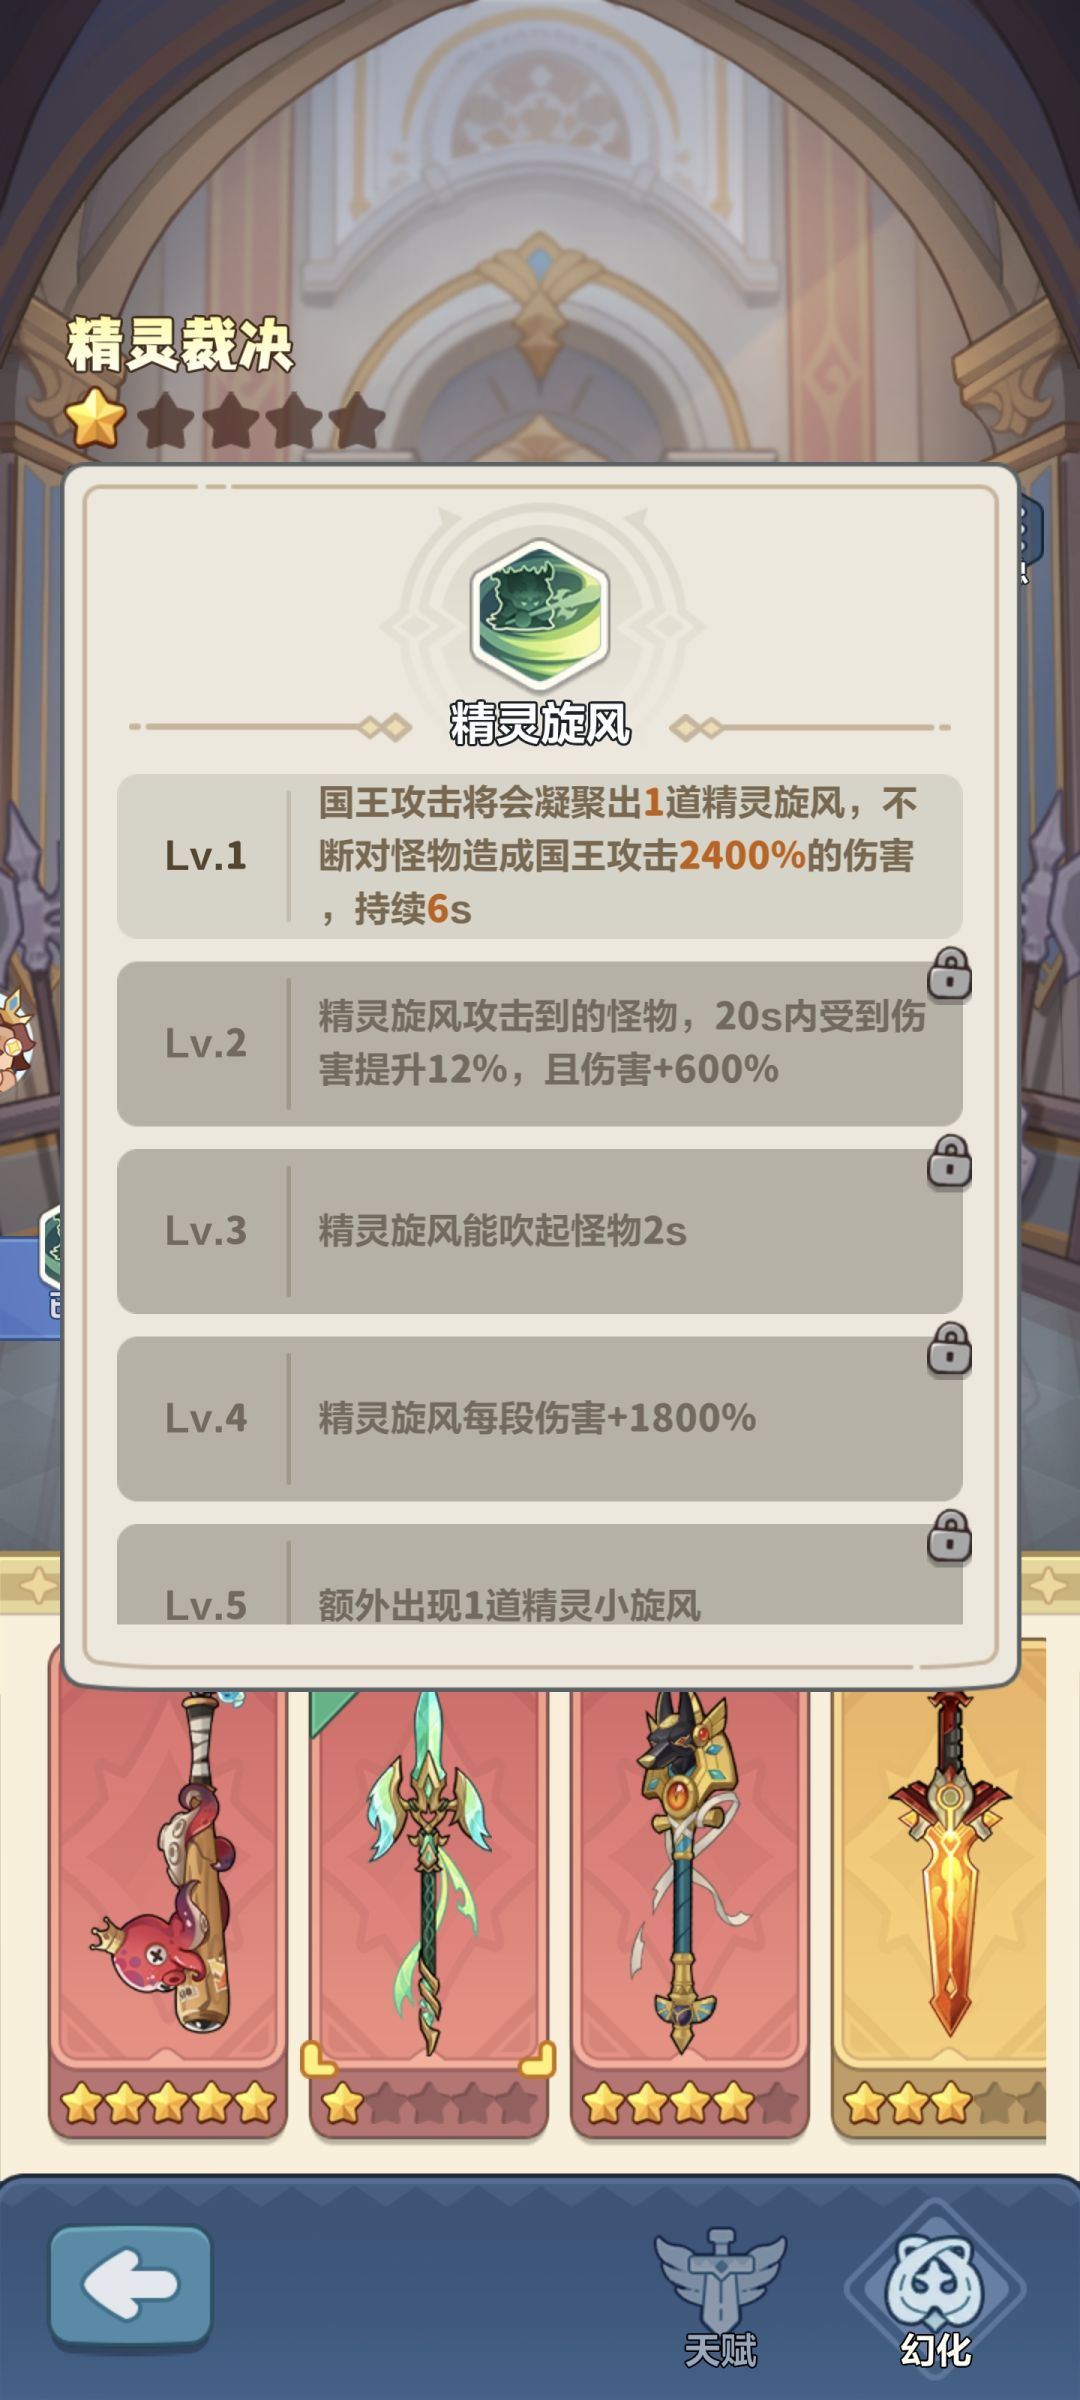 精灵裁决
精灵旋风
Lv.1
国王攻击将会凝聚出1道精灵旋风，不
断对怪物造成国王攻击2400%的伤害
，持续6s
Lv.2
精灵旋风攻击到的怪物，20s内受到伤
害提升12%，且伤害+600%
Lv.3
精灵旋风能吹起怪物2s
Lv.4
精灵旋风每段伤害+1800%
Lv.5
额外出现1道精灵小旋风
天赋
幻化